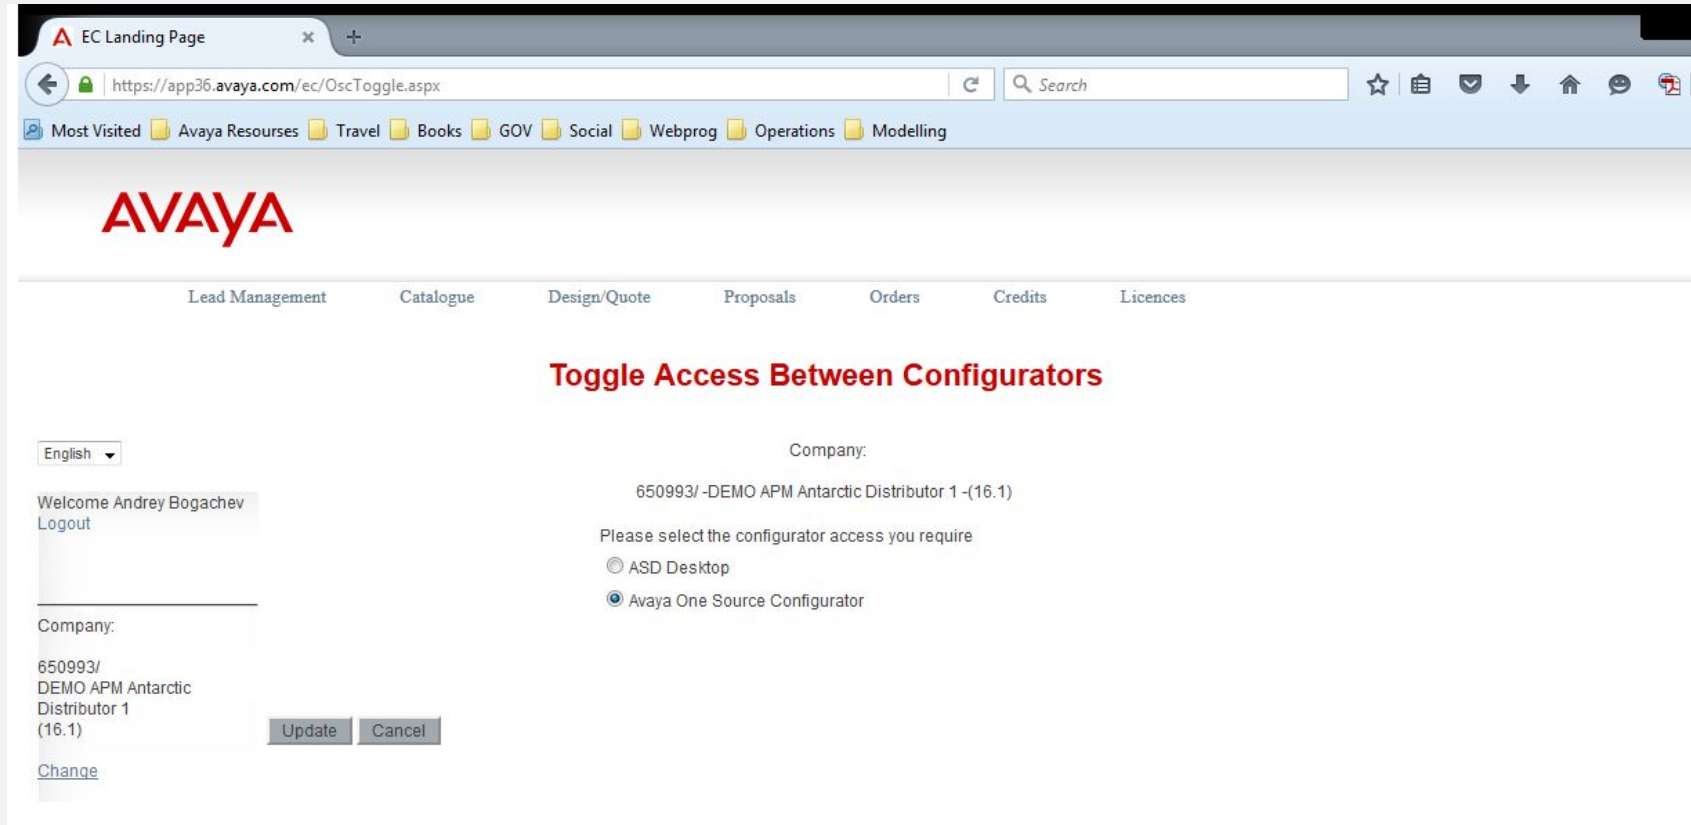 EC Landing Page
https://app36.avaya.com/ec/OscToggle.aspx
Search
Most Visited Avaya Resourses Travel Books GOV Social Webprog Operations Modelling
AVAYA
Lead Management Catalogue Design/Quote Proposals Orders Credits Licences
Toggle Access Between Configurators
English
Welcome Andrey Bogachev
Logout
Company:
650993/
DEMO APM Antarctic
Distributor 1
(16.1)
Change
Company:
650993/ -DEMO APM Antarctic Distributor 1 -(16.1)
Please select the configurator access you require
ASD Desktop
Avaya One Source Configurator
Update Cancel